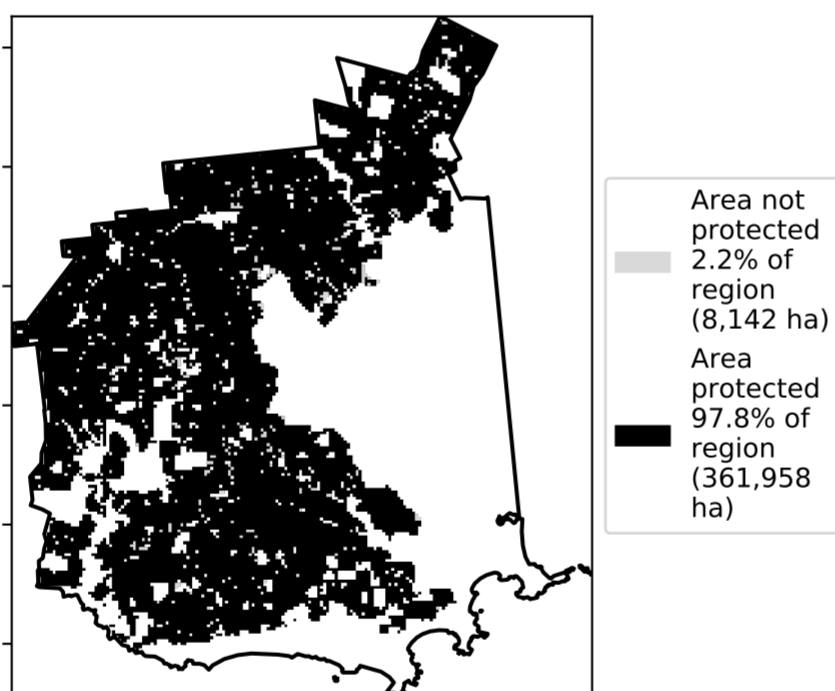 Area not
protected
2.2% of
region
(8,142 ha)
Area
protected
97.8% of
region
(361,958
ha)